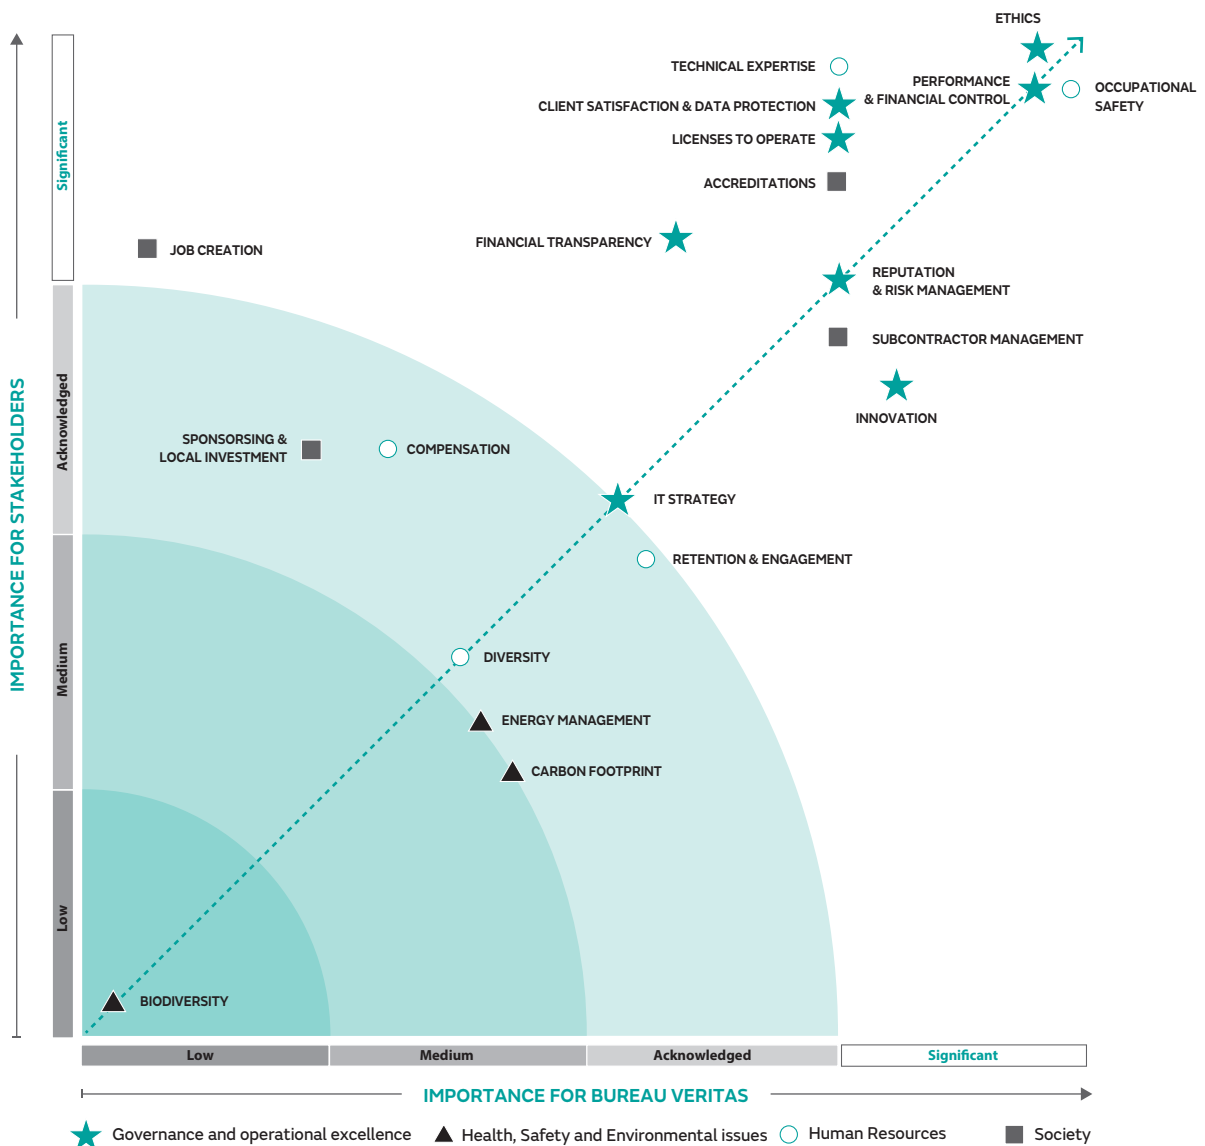 ETHICS
TECHNICAL EXPERTISE
PERFORMANCE
& FINANCIAL CONTROL
OCCUPATIONAL
SAFETY
CLIENT SATISFACTION & DATA PROTECTION
LICENSES TO OPERATE
ACCREDITATIONS
FINANCIAL TRANSPARENCY
JOB CREATION
REPUTATION
& RISK MANAGEMENT
SUBCONTRACTOR MANAGEMENT
INNOVATION
SPONSORSING &
LOCAL INVESTMENT
COMPENSATION
IT STRATEGY
RETENTION & ENGAGEMENT
DIVERSITY
ENERGY MANAGEMENT
CARBON FOOTPRINT
BIODIVERSITY
IMPORTANCE FOR STAKEHOLDERS
Significant
Acknowledged
Medium
Low
Low
Medium
Acknowledged
Significant
IMPORTANCE FOR BUREAU VERITAS
Governance and operational excellence
Health, Safety and Environmental issues
Human Resources
Society